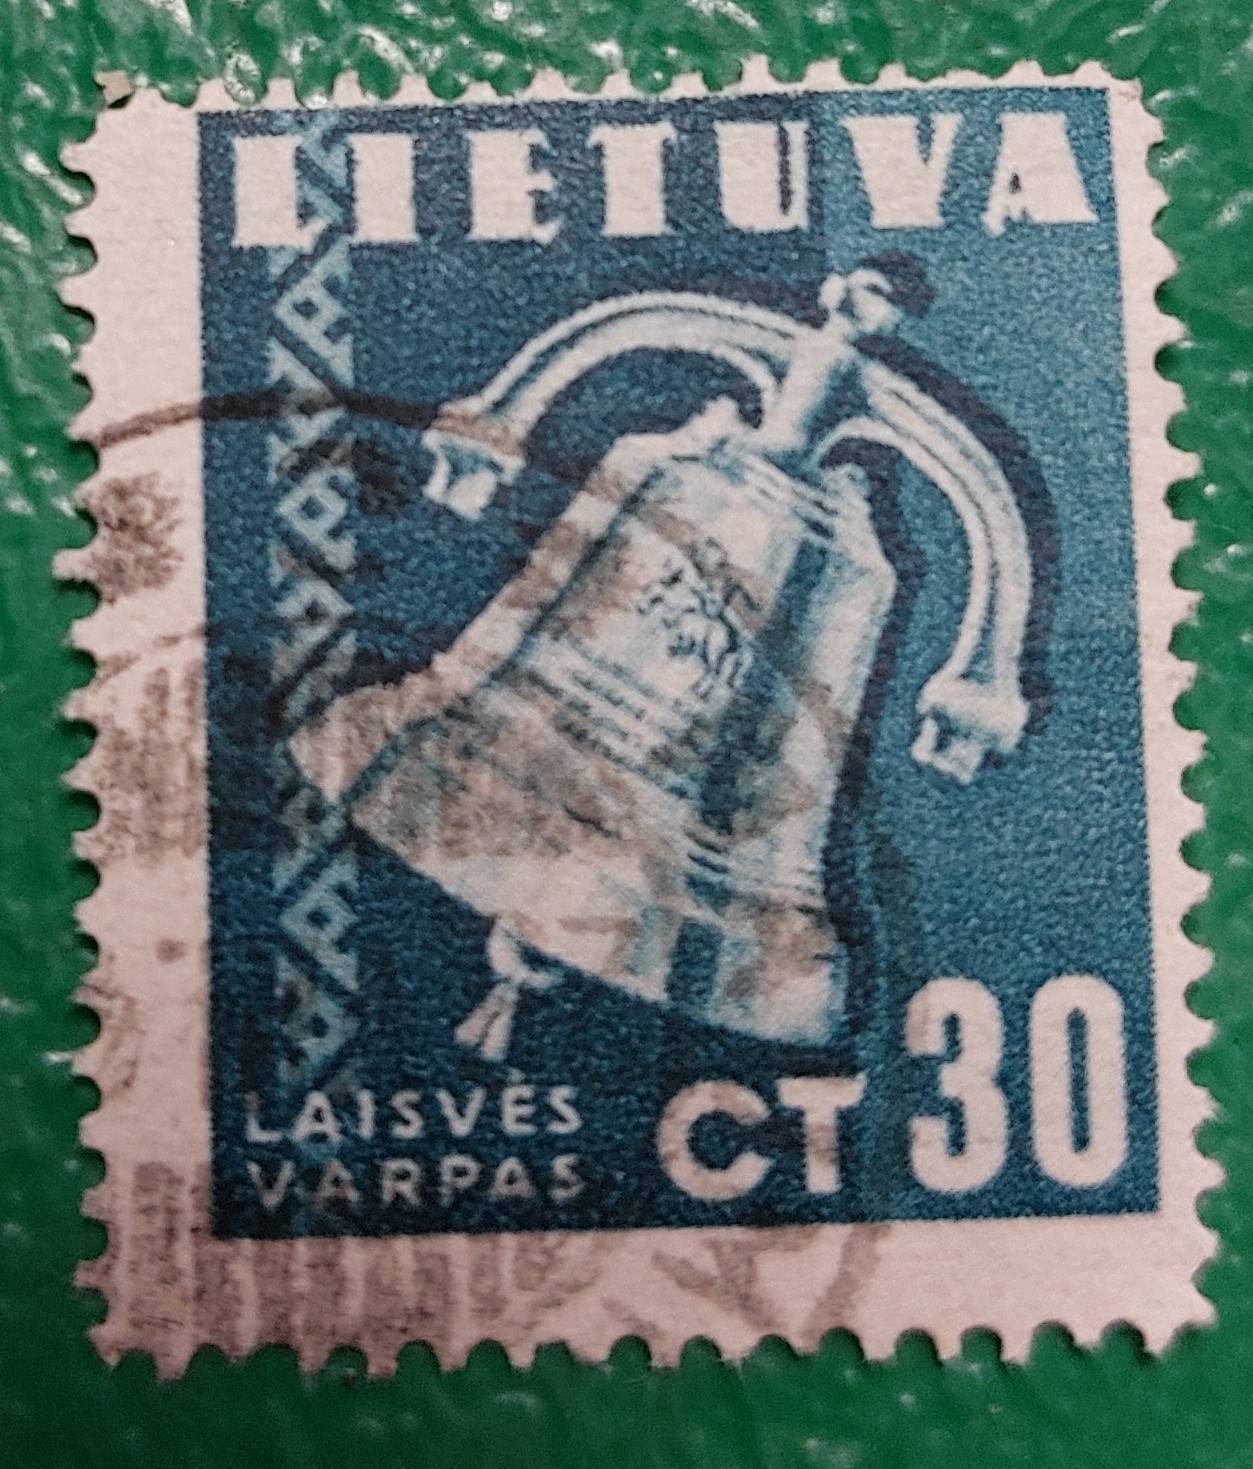 LIETUVA
LAISVĖS
VARPAS
CT 30